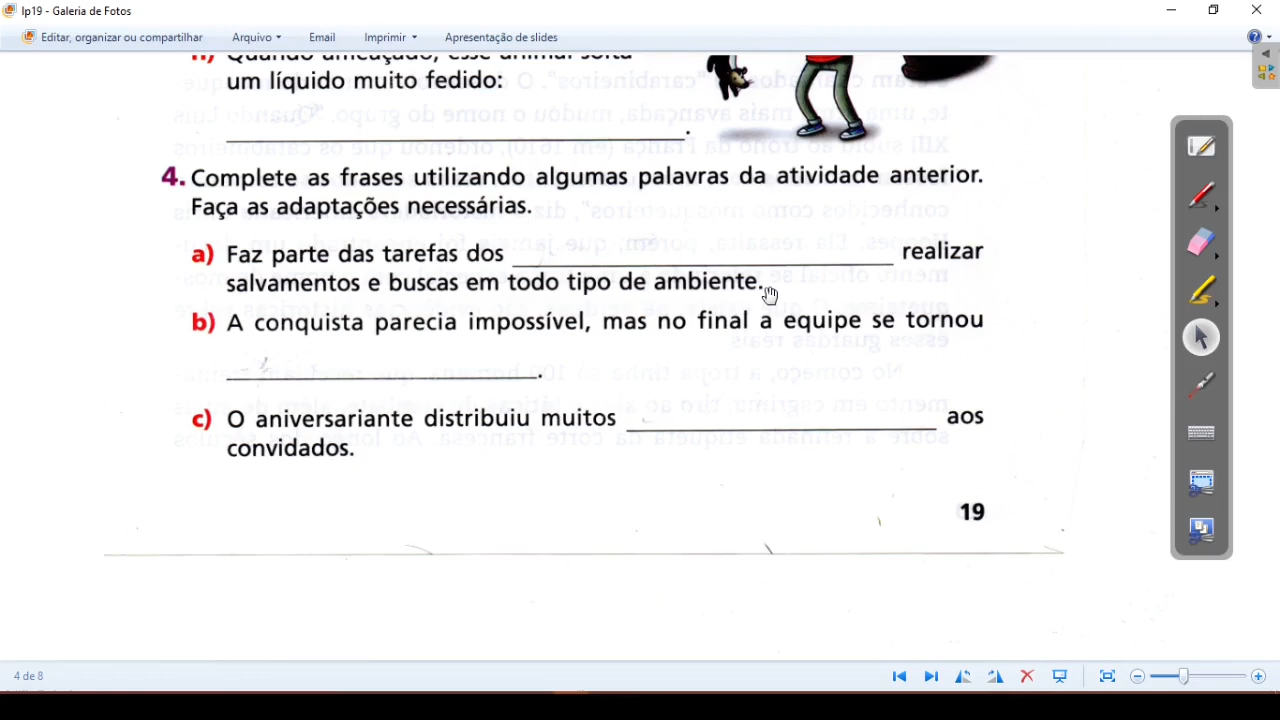 lp19 - Galeria de Fotos
Editar, organizar ou compartilhar Arquivo Email Imprimir Apresentação de slides
um líquido muito fedido:
4. Complete as frases utilizando algumas palavras da atividade anterior.
Faça as adaptações necessárias.
a) Faz parte das tarefas dos ______ realizar
salvamentos e buscas em todo tipo de ambiente.
b) A conquista parecia impossível, mas no final a equipe se tornou
______.
c) O aniversariante distribuiu muitos ______ aos
convidados.
19
4 de 8